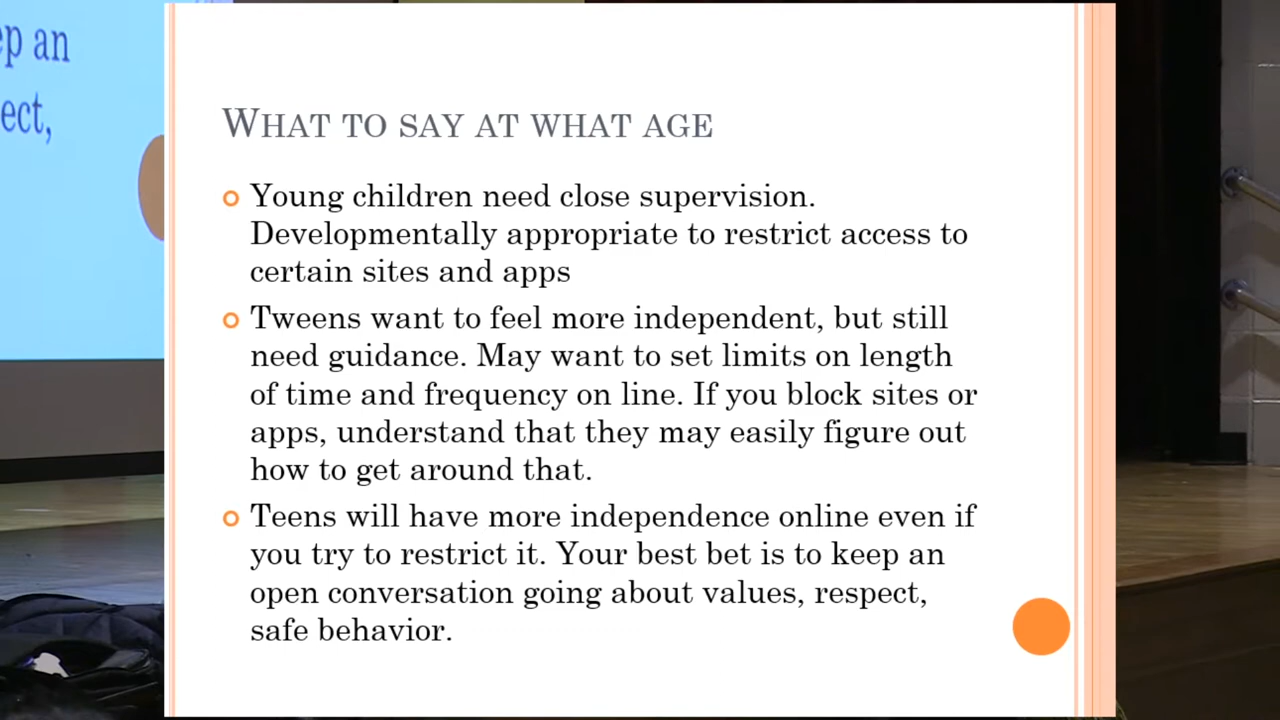 ep an
ect,
WHAT TO SAY AT WHAT AGE
Young children need close supervision.
Developmentally appropriate to restrict access to
certain sites and apps
Tweens want to feel more independent, but still
need guidance. May want to set limits on length
of time and frequency on line. If you block sites or
apps, understand that they may easily figure out
how to get around that.
Teens will have more independence online even if
you try to restrict it. Your best bet is to keep an
open conversation going about values, respect,
safe behavior.